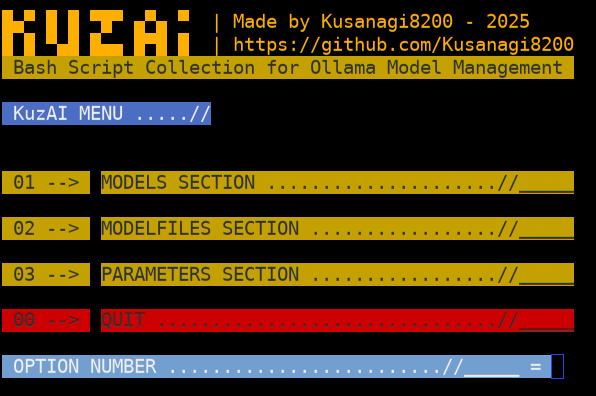 KUZAi | Made by Kusanagi8200 - 2025
| https://github.com/Kusanagi8200
Bash Script Collection for Ollama Model Management
KuzAI MENU .....//
01 --> MODELS SECTION .....................//_____
02 --> MODELFILES SECTION .................//_____
03 --> PARAMETERS SECTION .................//_____
00 --> QUIT ...............................//_____
OPTION NUMBER .........................//_____ =